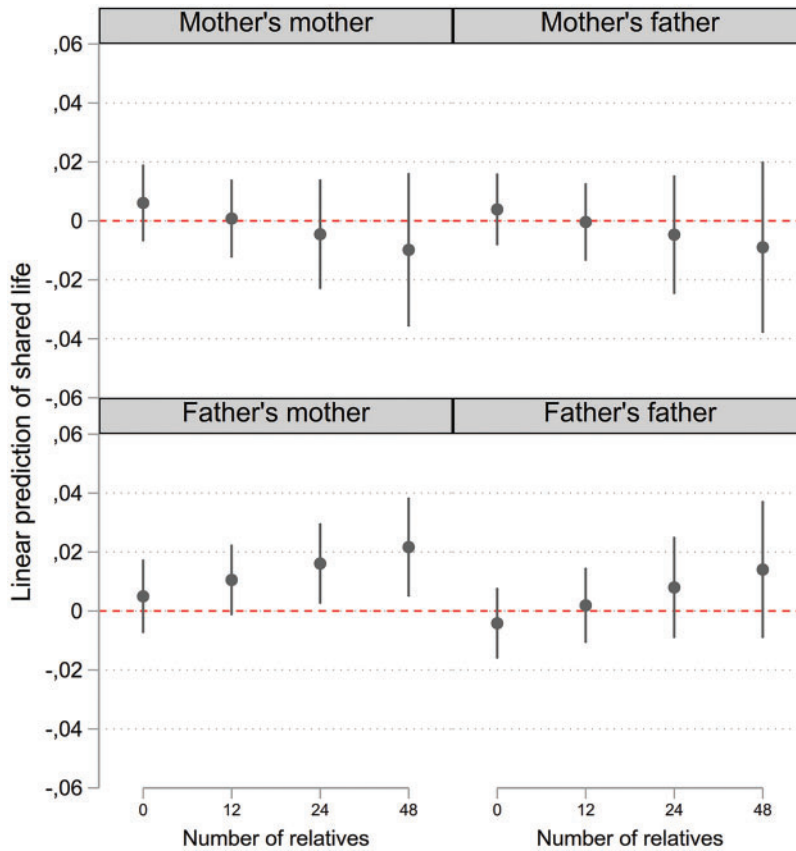 Mother's mother
Mother's father
,06
,04
,02
0
-,02
-,04
-,06
Father's mother
Father's father
,06
,04
,02
0
-,02
-,04
-,06
Linear prediction of shared life
0 12 24 48
0 12 24 48
Number of relatives
Number of relatives